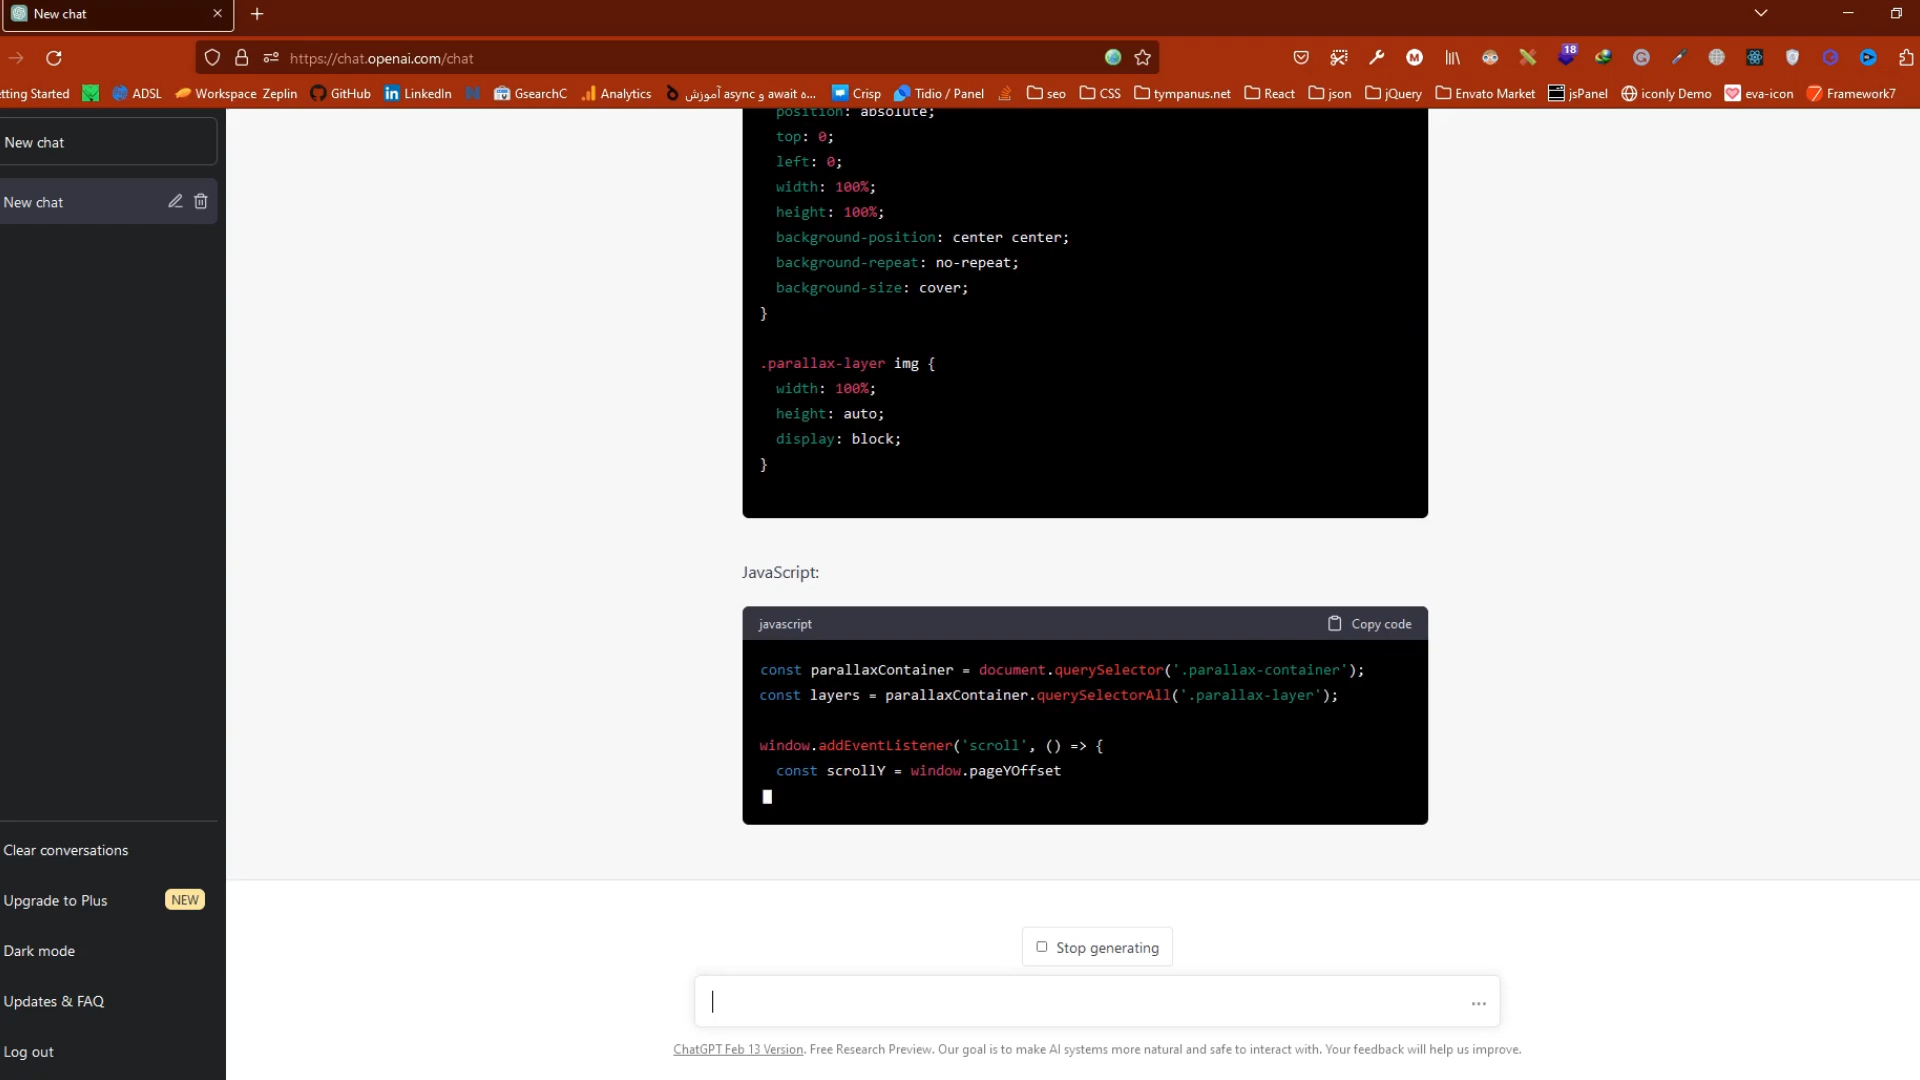 New chat
https://chat.openai.com/chat
18
tting Started ADSL Workspace Zeplin GitHub LinkedIn GsearchC Analytics آموزش async و await ه... Crisp Tidio / Panel seo CSS tympanus.net React json jQuery Envato Market jsPanel iconly Demo eva-icon Framework7
New chat
New chat
Clear conversations
Upgrade to Plus NEW
Dark mode
Updates & FAQ
Log out
position: absolute;
top: 0;
left: 0;
width: 100%;
height: 100%;
background-position: center center;
background-repeat: no-repeat;
background-size: cover;
}
.parallax-layer img {
width: 100%;
height: auto;
display: block;
}
JavaScript:
javascript Copy code
const parallaxContainer = document.querySelector('.parallax-container');
const layers = parallaxContainer.querySelectorAll('.parallax-layer');
window.addEventListener('scroll', () => {
const scrollY = window.pageYOffset
Stop generating
ChatGPT Feb 13 Version. Free Research Preview. Our goal is to make AI systems more natural and safe to interact with. Your feedback will help us improve.